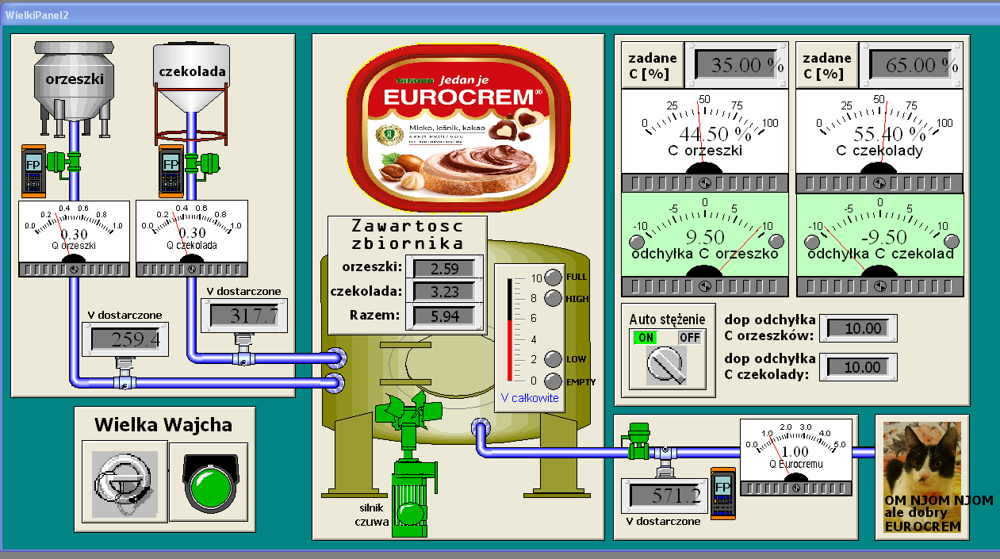 WielkiPanel2
orzeszki
czekolada
FP
FP
0.0 0.2 0.4 0.6 0.8 1.0
0.30
Q orzeszki
0.0 0.2 0.4 0.6 0.8 1.0
0.30
Q czekolada
V dostarczone
317.7
V dostarczone
259.4
Wielka Wajcha
Jedan je
EUROCREM®
Mleko, lešnik, kakao
KREM PROIZVOD
Zawartosc
zbiornika
orzeszki: 2.59
czekolada: 3.23
Razem: 5.94
10 FULL
8 HIGH
6
4
2 LOW
0 EMPTY
V całkowite
silnik
czuwa
zadane
C [%]
35.00 %
zadane
C [%]
65.00 %
0 25 50 75 100
44.50 %
C orzeszki
0 25 50 75 100
55.40 %
C czekolady
-10 -5 0 5 10
9.50
odchyłka C orzeszko
-10 -5 0 5 10
-9.50
odchyłka C czekolad
Auto stężenie
ON OFF
dop odchyłka
C orzeszków:
10.00
dop odchyłka
C czekolady:
10.00
571.2
V dostarczone
FP
0.0 1.0 2.0 3.0 4.0 5.0
1.00
Q Eurocremu
OM NJOM NJOM
ale dobry
EUROCREM